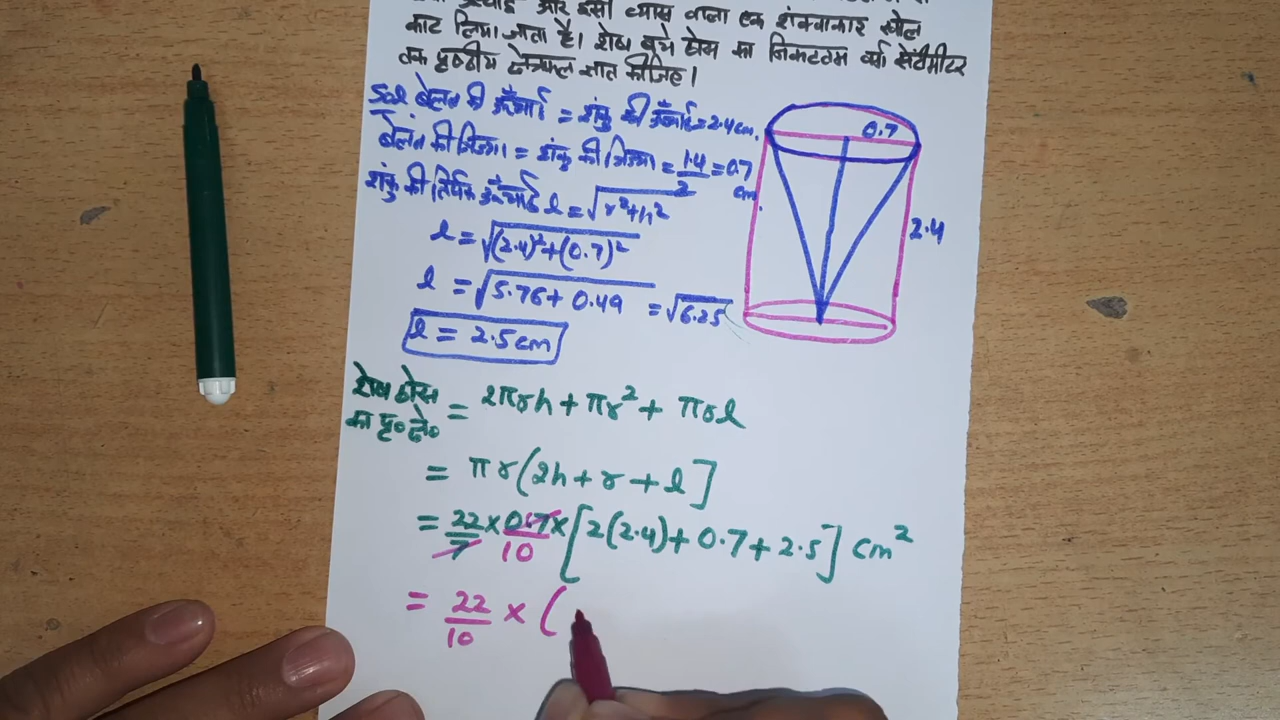 और इसी व्यास वाला एक शंक्वाकार खोल
काट लिया जाता है। शेष बचे ठोस का निकटतम वर्ग सेंटीमीटर
तक पृष्ठीय क्षेत्रफल ज्ञात कीजिए।
Sol बेलन की ऊँचाई = शंकु की ऊँचाई = 2.4 cm.
बेलन की त्रिज्या = शंकु की त्रिज्या = 1.4/2 = 0.7 cm
शंकु की तिर्यक ऊँचाई l = √r²+h²
l = √(2.4)²+(0.7)²
l = √5.76 + 0.49 = √6.25
l = 2.5 cm
0.7
2.4
शेष ठोस का पृ० क्षे० = 2πrh + πr² + πrl
= πr(2h + r + l]
= 22/7 × 0.7/10 × [2(2.4) + 0.7 + 2.5] cm²
= 22/10 × (